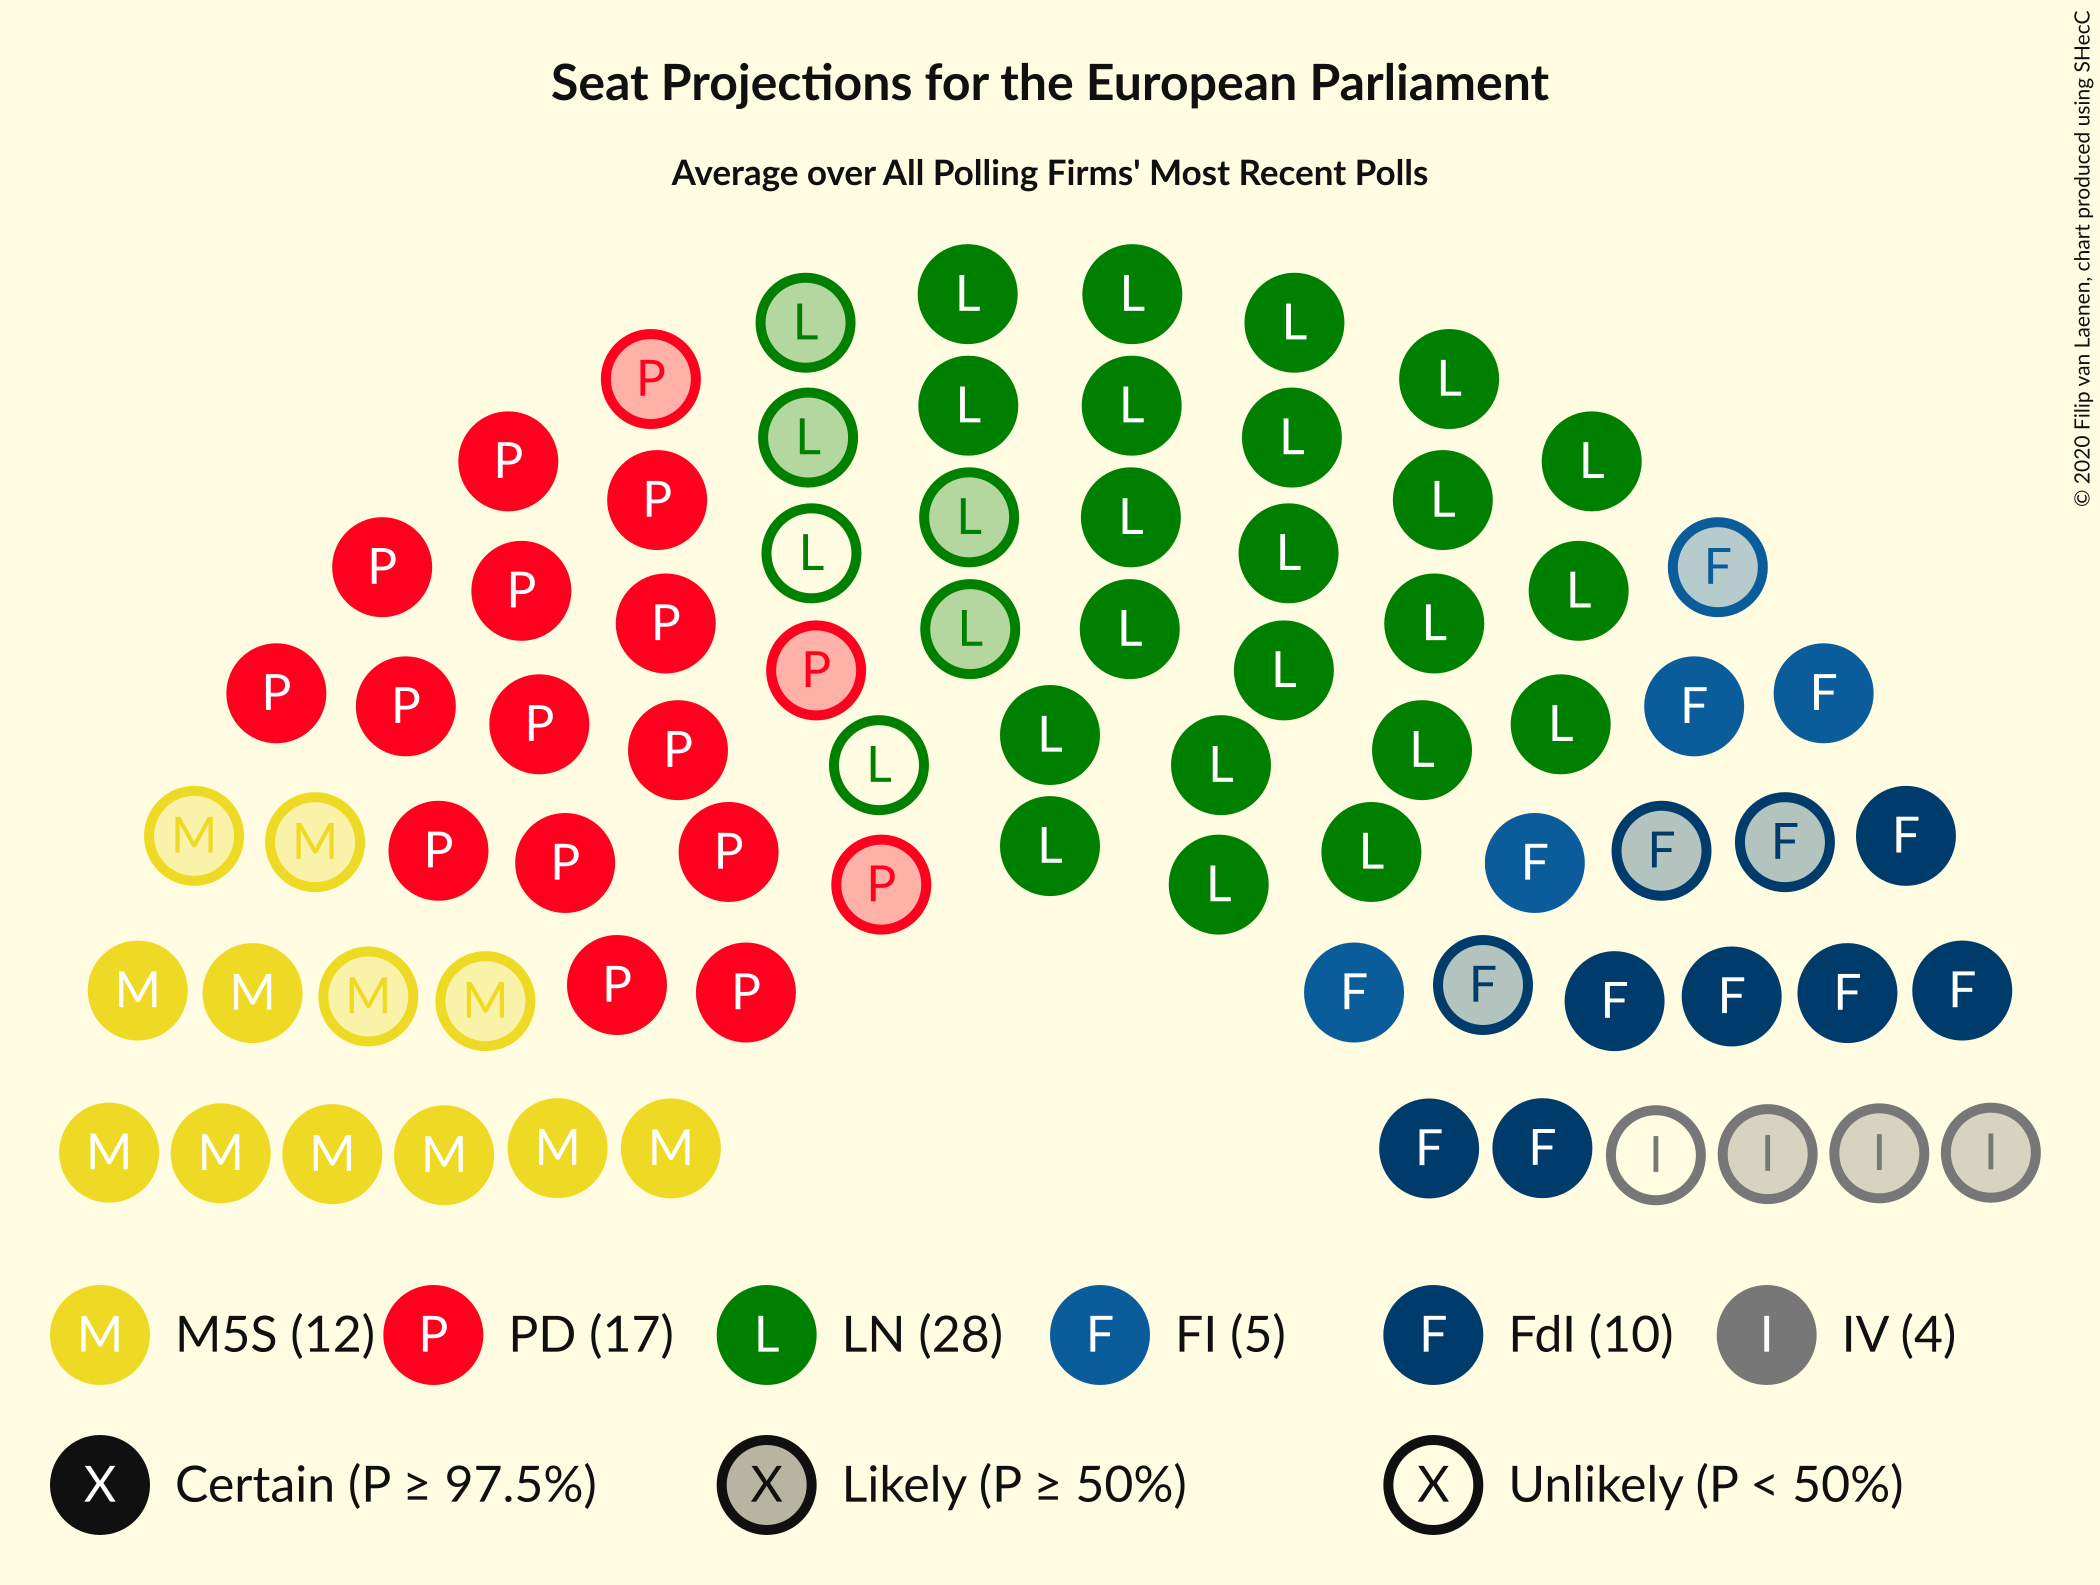 Seat Projections for the European Parliament
Average over All Polling Firms' Most Recent Polls
© 2020 Filip van Laenen, chart produced using SHecC
L L L L
P L
P L L L L L
P L
P L L L L F
P L
P L L L L
P L
P P P L F F
P P L
P L L L L
M M P P P P L F F F F
M M M M P P F F F F F F
M M M M M M F F I I I I
M M5S (12) P PD (17) L LN (28) F FI (5) F FdI (10) I IV (4)
X Certain (P ≥ 97.5%) X Likely (P ≥ 50%) X Unlikely (P < 50%)